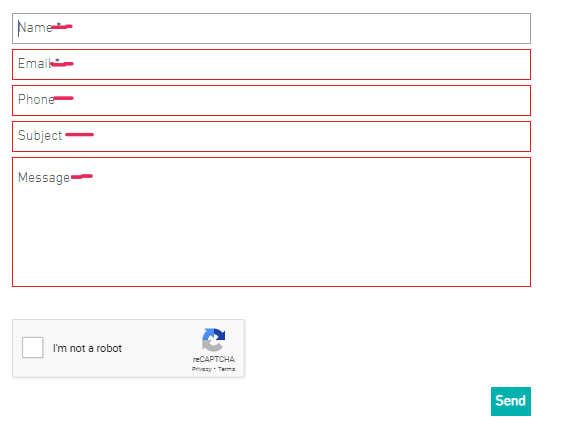 Name *
Email *
Phone
Subject
Message
I'm not a robot
reCAPTCHA
Privacy • Terms
Send